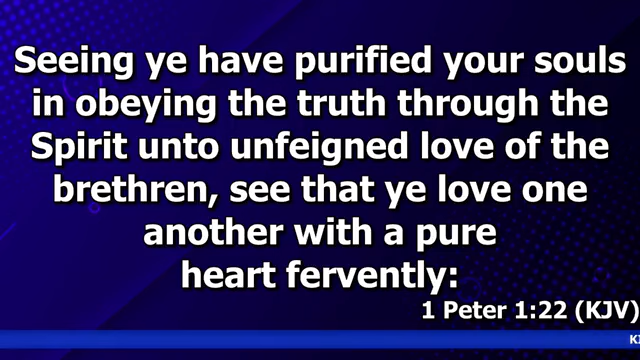 Seeing ye have purified your souls
in obeying the truth through the
Spirit unto unfeigned love of the
brethren, see that ye love one
another with a pure
heart fervently:
1 Peter 1:22 (KJV)